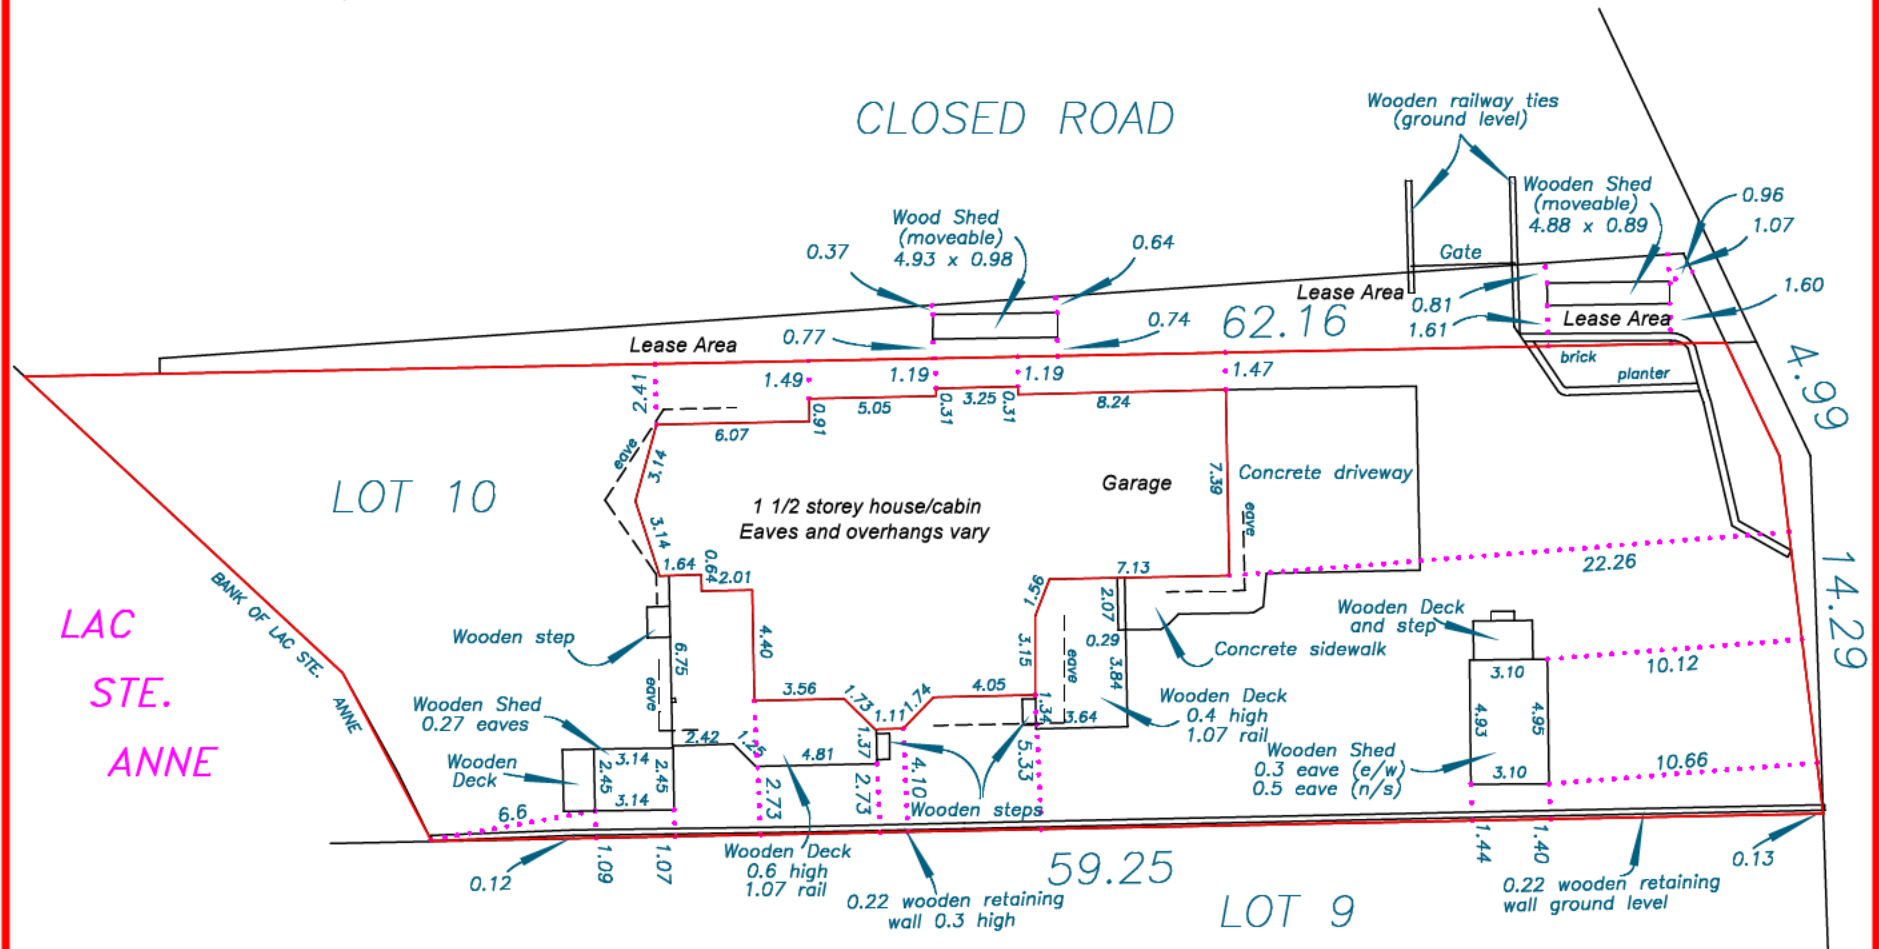 CLOSED ROAD
Wooden railway ties
(ground level)
Wooden Shed
(moveable)
4.88 x 0.89
0.96
1.07
Wood Shed
(moveable)
4.93 x 0.98
0.37
0.64
Gate
Lease Area
0.81
1.61
1.60
Lease Area
62.16
0.77
0.74
Lease Area
brick
planter
4.99
2.41
1.49
1.19
1.19
1.47
6.07
0.91
5.05
0.31
3.25
0.31
8.24
eave
3.14
3.14
LOT 10
1 1/2 storey house/cabin
Eaves and overhangs vary
Garage
7.39
Concrete driveway
eave
22.26
14.29
1.64
0.64
2.01
7.13
1.56
2.07
0.29
BANK OF LAC STE. ANNE
LAC
STE.
ANNE
Wooden step
6.75
eave
4.40
3.15
eave
3.84
Concrete sidewalk
Wooden Deck
and step
10.12
3.10
4.93
4.95
3.10
10.66
3.56
1.73
1.11
1.74
4.05
1.34
3.64
Wooden Deck
0.4 high
1.07 rail
Wooden Shed
0.3 eave (e/w)
0.5 eave (n/s)
Wooden Shed
0.27 eaves
Wooden
Deck
3.14
2.45
2.45
3.14
2.42
1.25
4.81
1.37
Wooden steps
6.6
0.12
1.09
1.07
2.73
2.73
4.10
5.33
1.44
1.40
0.13
Wooden Deck
0.6 high
1.07 rail
0.22 wooden retaining
wall 0.3 high
59.25
LOT 9
0.22 wooden retaining
wall ground level